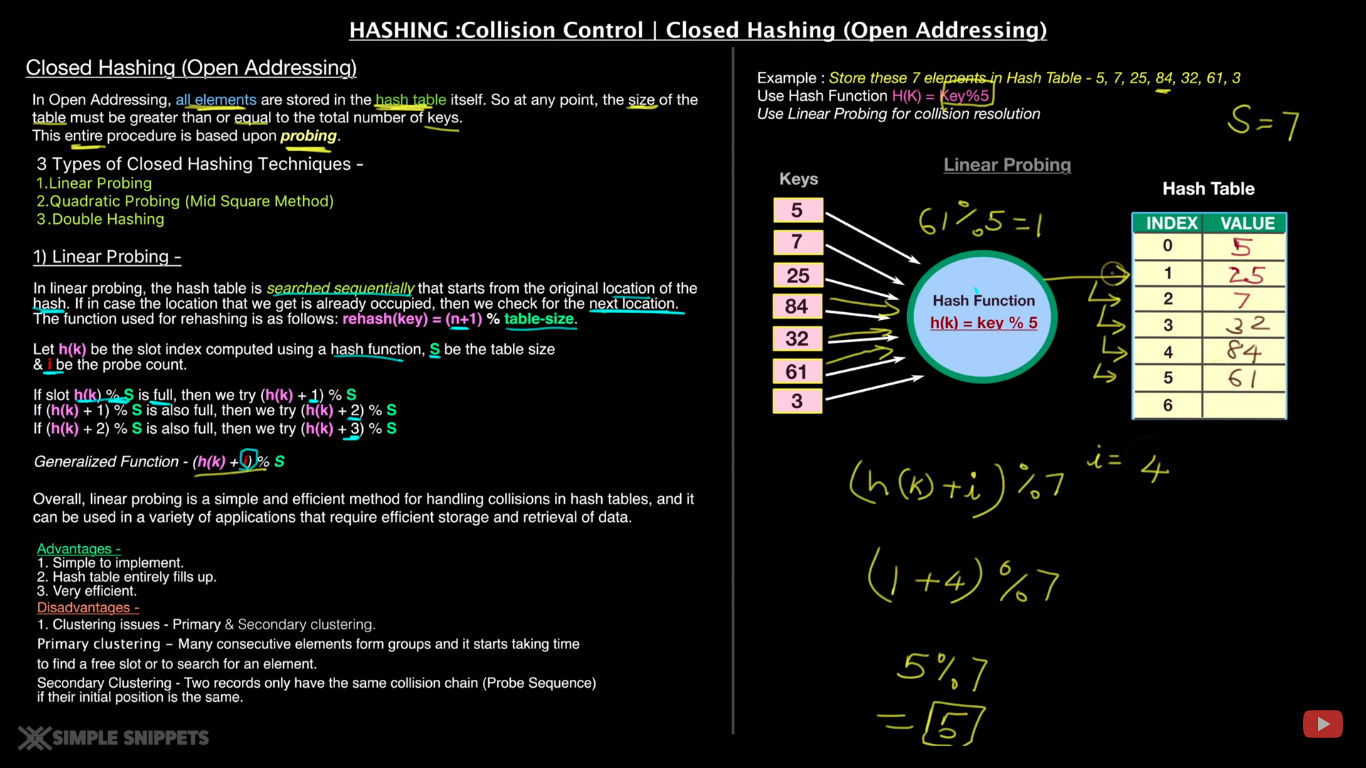 HASHING :Collision Control | Closed Hashing (Open Addressing)
Closed Hashing (Open Addressing)
In Open Addressing, all elements are stored in the hash table itself. So at any point, the size of the
table must be greater than or equal to the total number of keys.
This entire procedure is based upon probing.
3 Types of Closed Hashing Techniques -
1.Linear Probing
2.Quadratic Probing (Mid Square Method)
3.Double Hashing
1) Linear Probing -
In linear probing, the hash table is searched sequentially that starts from the original location of the
hash. If in case the location that we get is already occupied, then we check for the next location.
The function used for rehashing is as follows: rehash(key) = (n+1) % table-size.
Let h(k) be the slot index computed using a hash function, S be the table size
& i be the probe count.
If slot h(k) % S is full, then we try (h(k) + 1) % S
If (h(k) + 1) % S is also full, then we try (h(k) + 2) % S
If (h(k) + 2) % S is also full, then we try (h(k) + 3) % S
Generalized Function - (h(k) + i) % S
Overall, linear probing is a simple and efficient method for handling collisions in hash tables, and it
can be used in a variety of applications that require efficient storage and retrieval of data.
Advantages -
1. Simple to implement.
2. Hash table entirely fills up.
3. Very efficient.
Disadvantages -
1. Clustering issues - Primary & Secondary clustering.
Primary clustering – Many consecutive elements form groups and it starts taking time
to find a free slot or to search for an element.
Secondary Clustering - Two records only have the same collision chain (Probe Sequence)
if their initial position is the same.
SIMPLE SNIPPETS
Example : Store these 7 elements in Hash Table - 5, 7, 25, 84, 32, 61, 3
Use Hash Function H(K) = Key%5
Use Linear Probing for collision resolution
S = 7
Linear Probing
Keys
5
7
25
84
32
61
3
61 % 5 = 1
Hash Function
h(k) = key % 5
Hash Table
INDEX VALUE
0 5
1 25
2 7
3 32
4 84
5 61
6
(h(k) + i) % 7 i = 4
(1 + 4) % 7
5 % 7
= 5